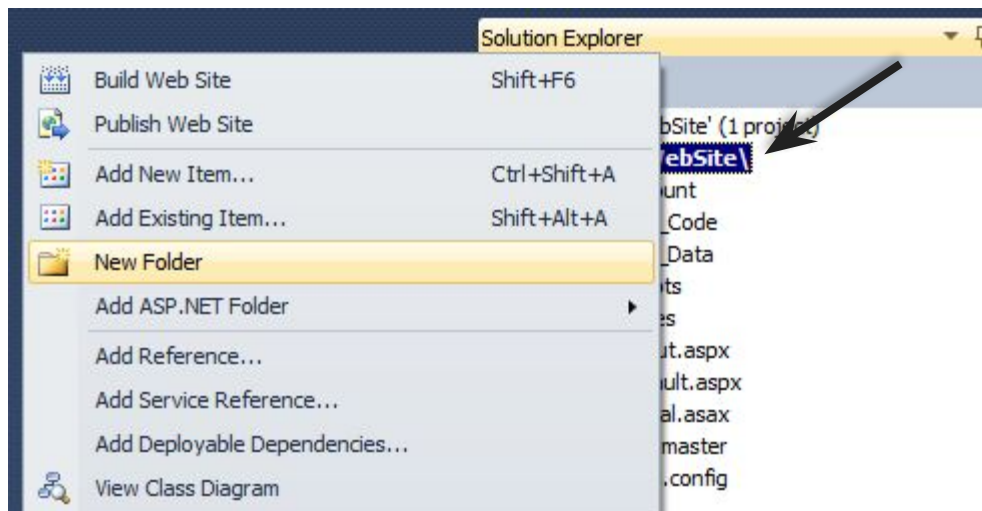 Solution Explorer
Build Web Site Shift+F6
Publish Web Site
bSite' (1 project)
ebSite\
Add New Item... Ctrl+Shift+A
unt
Add Existing Item... Shift+Alt+A
_Code
New Folder
_Data
ts
Add ASP.NET Folder
es
Add Reference...
ut.aspx
ult.aspx
Add Service Reference...
al.asax
Add Deployable Dependencies...
master
.config
View Class Diagram